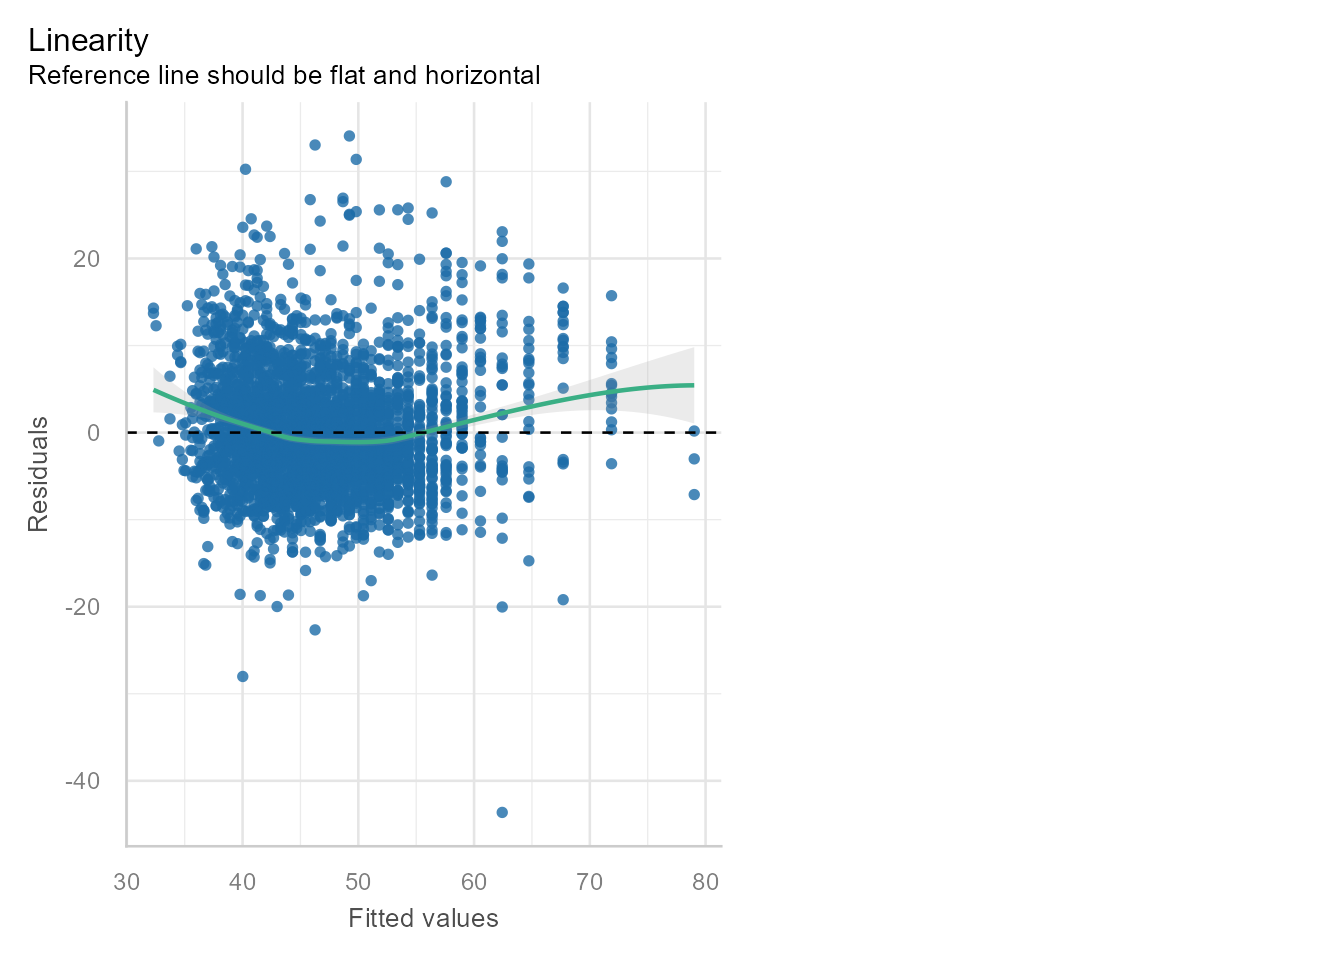 Linearity
Reference line should be flat and horizontal
Residuals
20
0
-20
-40
30 40 50 60 70 80
Fitted values